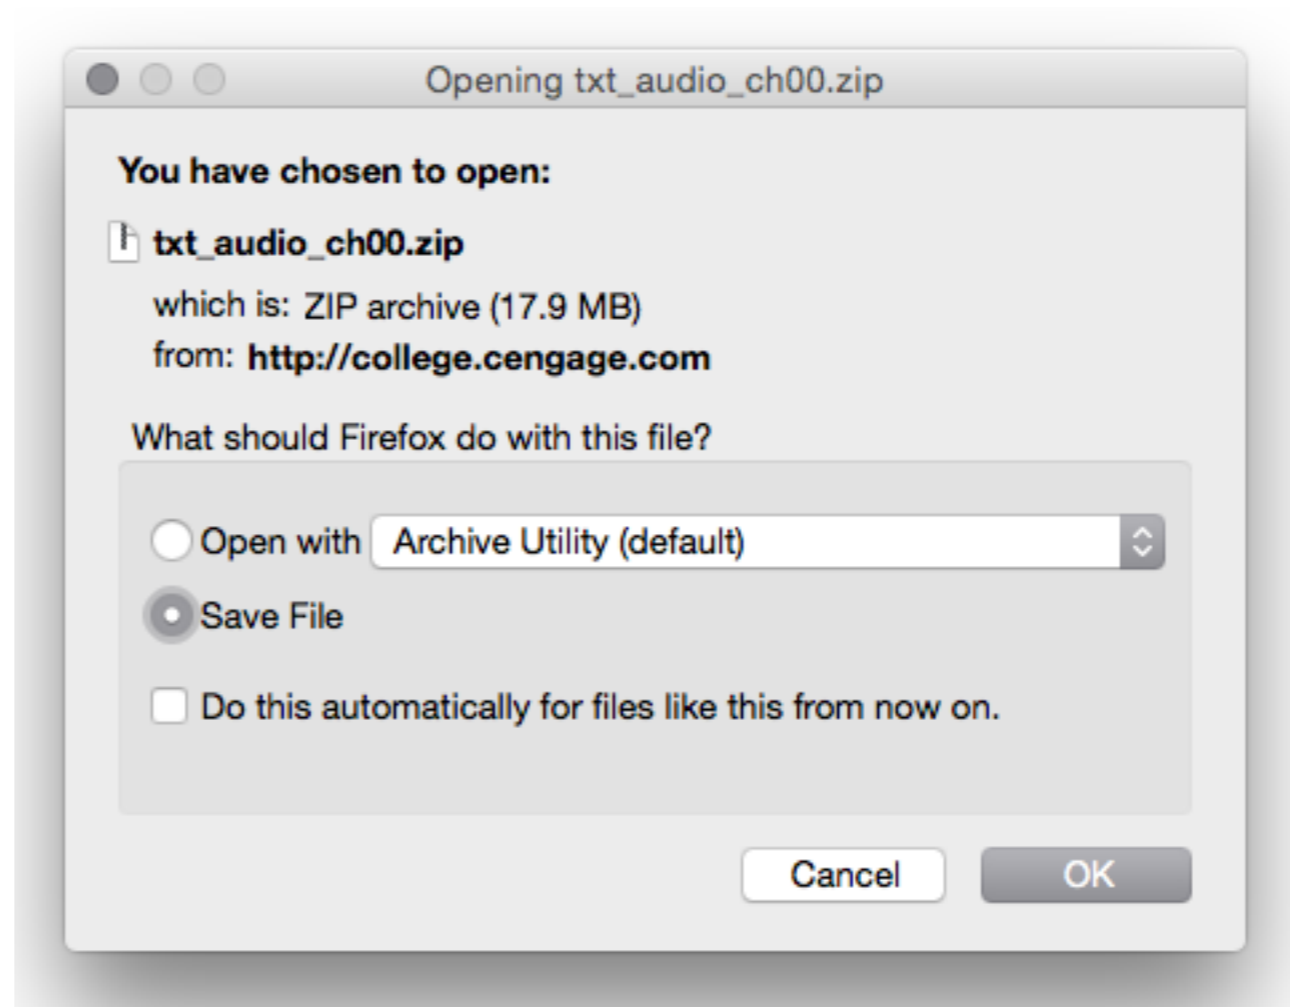 Opening txt_audio_ch00.zip
You have chosen to open:
txt_audio_ch00.zip
which is: ZIP archive (17.9 MB)
from: http://college.cengage.com
What should Firefox do with this file?
Open with Archive Utility (default)
Save File
Do this automatically for files like this from now on.
Cancel OK